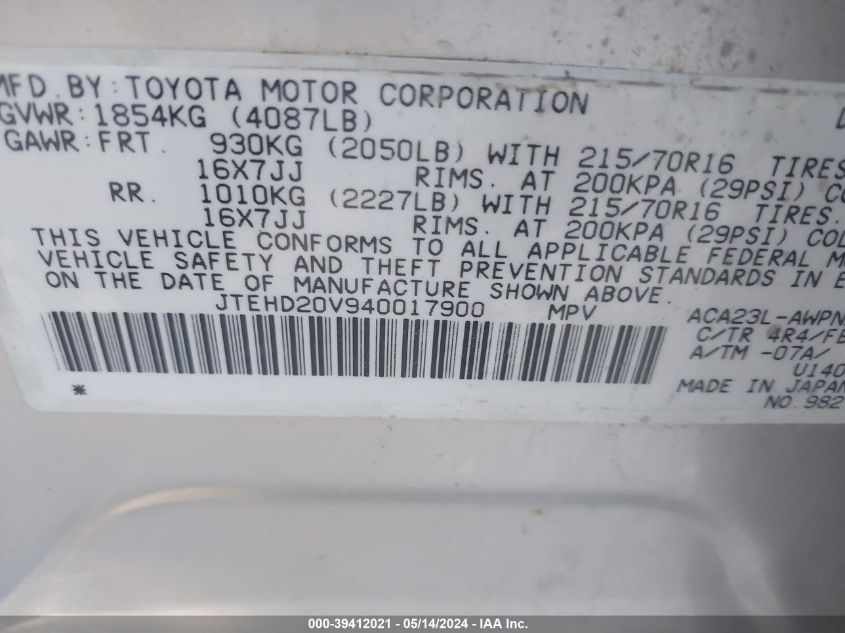 MFD. BY: TOYOTA MOTOR CORPORATION
GVWR: 1854KG (4087LB)
GAWR: FRT. 930KG (2050LB) WITH 215/70R16 TIRES
16X7JJ RIMS. AT 200KPA (29PSI) CO
RR. 1010KG (2227LB) WITH 215/70R16 TIRES.
16X7JJ RIMS. AT 200KPA (29PSI) COL
THIS VEHICLE CONFORMS TO ALL APPLICABLE FEDERAL M
VEHICLE SAFETY AND THEFT PREVENTION STANDARDS IN E
ON THE DATE OF MANUFACTURE SHOWN ABOVE.
JTEHD20V940017900 MPV ACA23L-AWPN
C/TR 4R4/FB
A/TM -07A/
U140
* MADE IN JAPAN
NO. 982
000-39412021 - 05/14/2024 - IAA Inc.